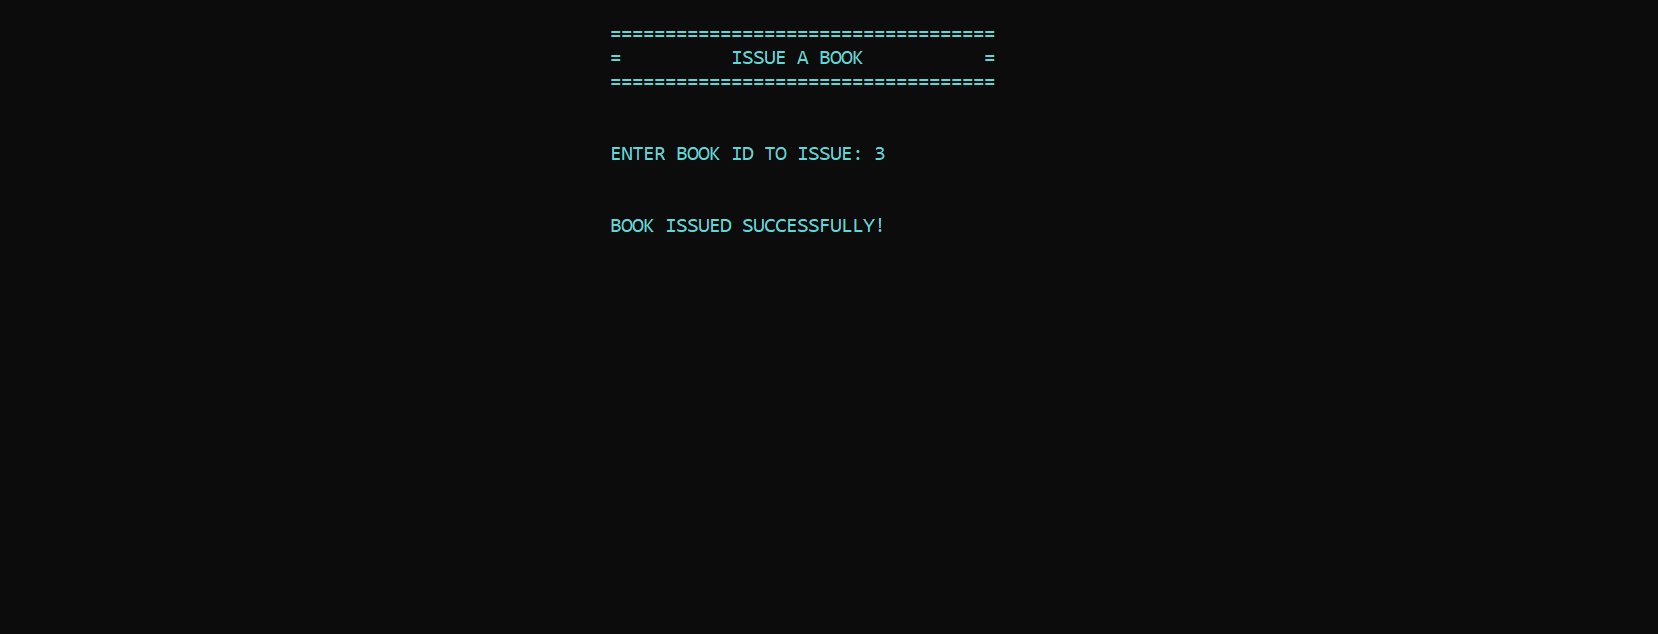 ===================================
=          ISSUE A BOOK           =
===================================
ENTER BOOK ID TO ISSUE: 3
BOOK ISSUED SUCCESSFULLY!